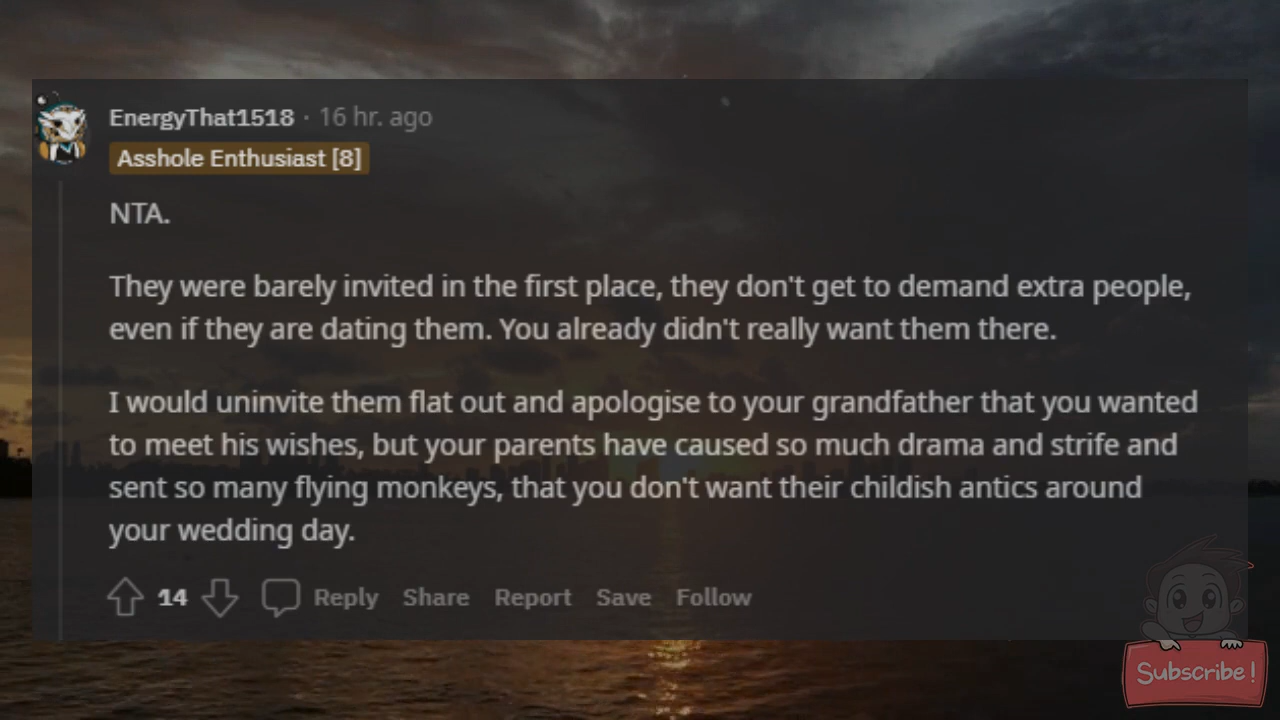 EnergyThat1518 · 16 hr. ago
Asshole Enthusiast [8]
NTA.
They were barely invited in the first place, they don't get to demand extra people,
even if they are dating them. You already didn't really want them there.
I would uninvite them flat out and apologise to your grandfather that you wanted
to meet his wishes, but your parents have caused so much drama and strife and
sent so many flying monkeys, that you don't want their childish antics around
your wedding day.
14 Reply Share Report Save Follow
Subscribe!